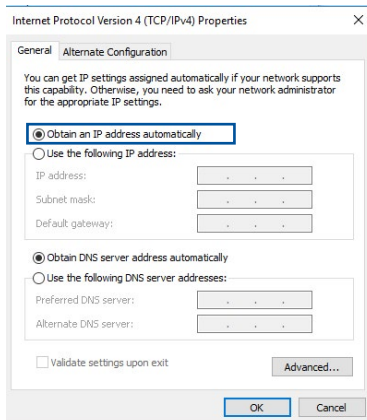 Internet Protocol Version 4 (TCP/IPv4) Properties
General Alternate Configuration
You can get IP settings assigned automatically if your network supports
this capability. Otherwise, you need to ask your network administrator
for the appropriate IP settings.
Obtain an IP address automatically
Use the following IP address:
IP address:
Subnet mask:
Default gateway:
Obtain DNS server address automatically
Use the following DNS server addresses:
Preferred DNS server:
Alternate DNS server:
Validate settings upon exit
Advanced...
OK Cancel